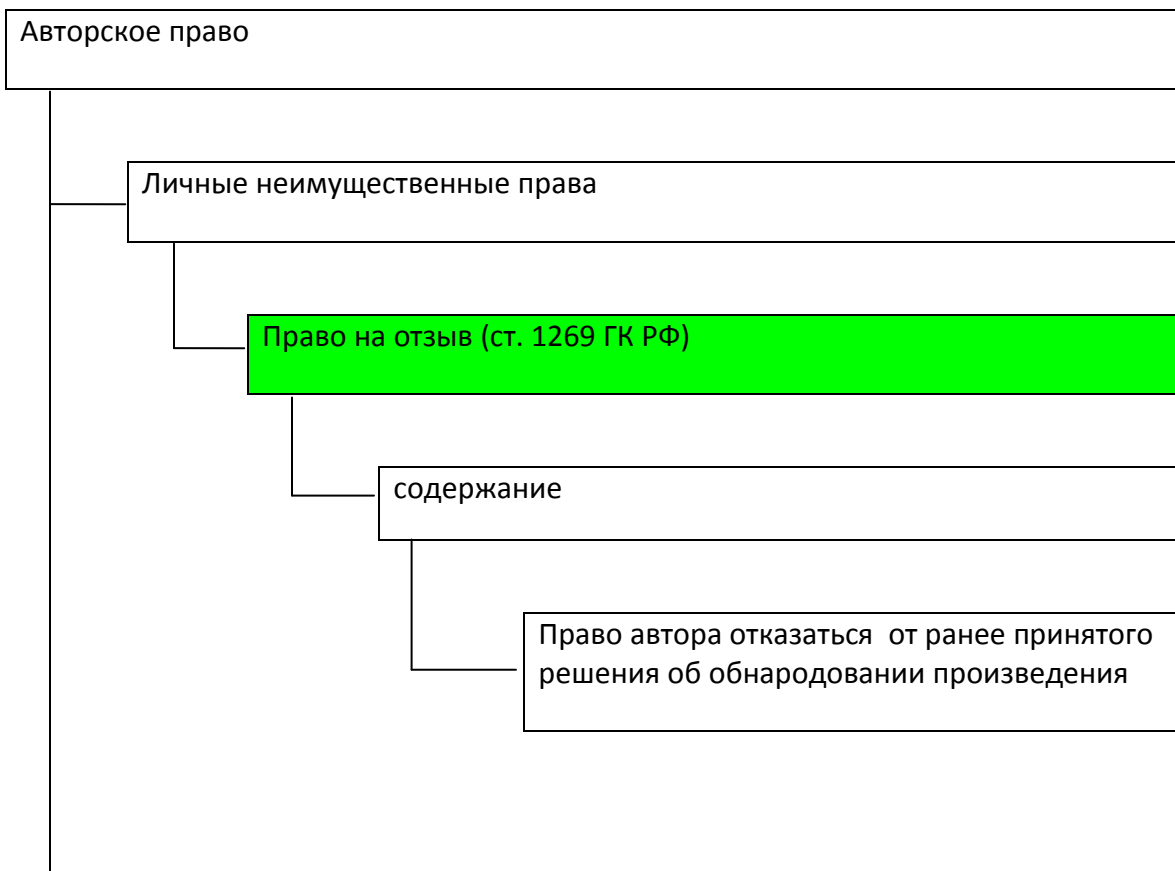 Авторское право
Личные неимущественные права
Право на отзыв (ст. 1269 ГК РФ)
содержание
Право автора отказаться  от ранее принятого
решения об обнародовании произведения